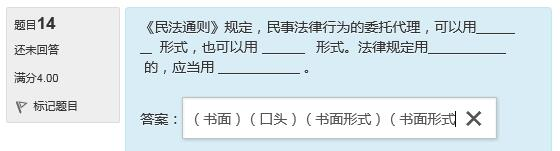 题目14
还未回答
满分4.00
标记题目
《民法通则》规定，民事法律行为的委托代理，可以用______
__ 形式，也可以用 ______ 形式。法律规定用___________
的，应当用 ____________ 。
答案： （书面）（口头）（书面形式）（书面形式